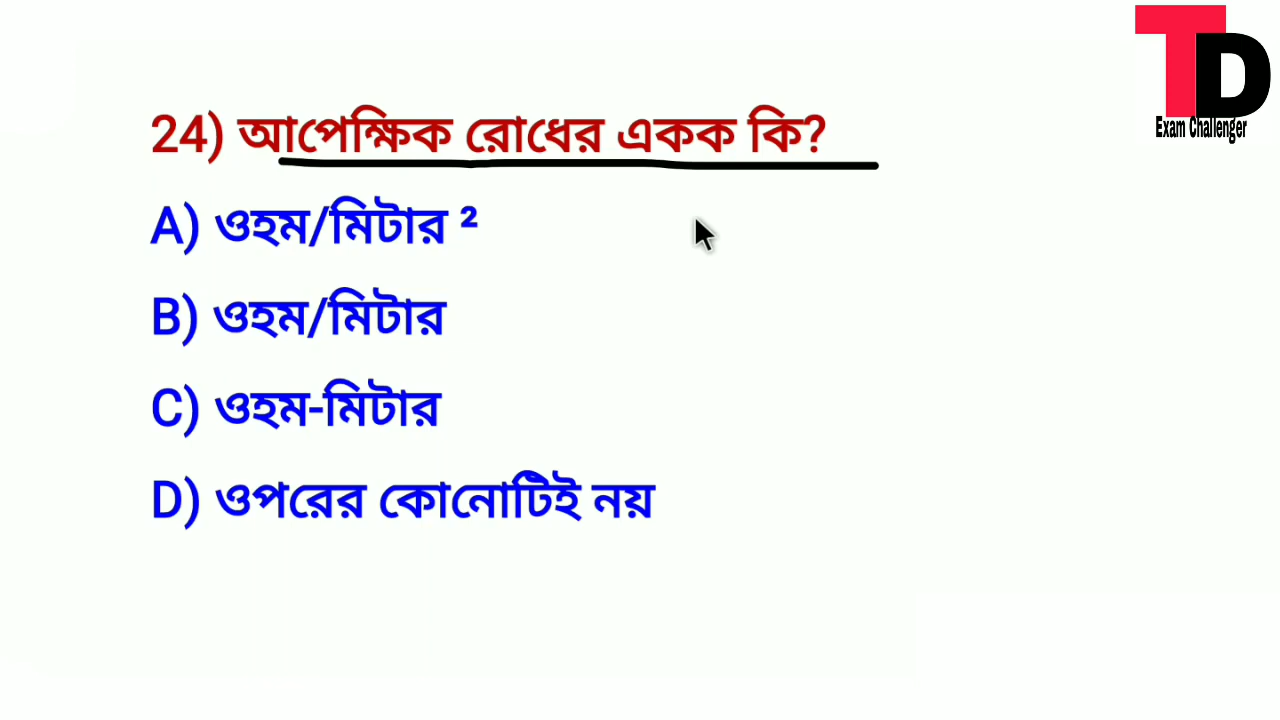 TD
Exam Challenger
24) আপেক্ষিক রোধের একক কি?
A) ওহম/মিটার ²
B) ওহম/মিটার
C) ওহম-মিটার
D) ওপরের কোনোটিই নয়